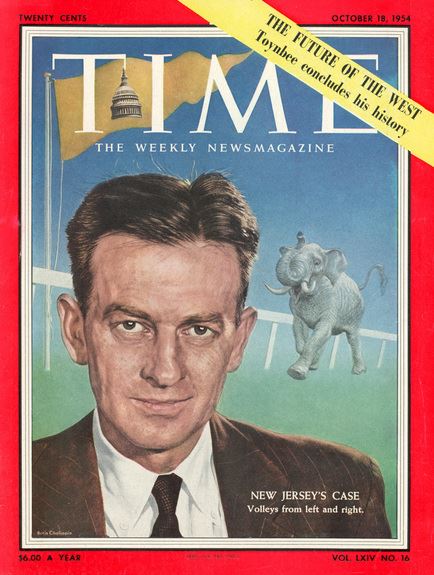 TWENTY CENTS
OCTOBER 18, 1954
THE FUTURE OF THE WEST
Toynbee concludes his history
TIME
THE WEEKLY NEWSMAGAZINE
NEW JERSEY'S CASE
Volleys from left and right.
Boris Chaliapin
$6.00 A YEAR
VOL. LXIV NO. 16